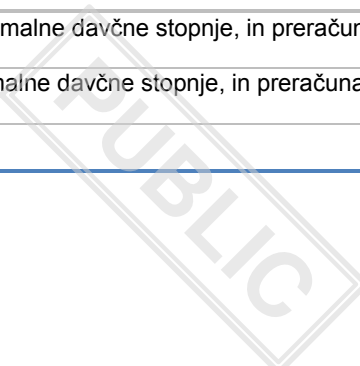 malne davčne stopnje, in preračun
malne davčne stopnje, in preračuna
PUBLIC